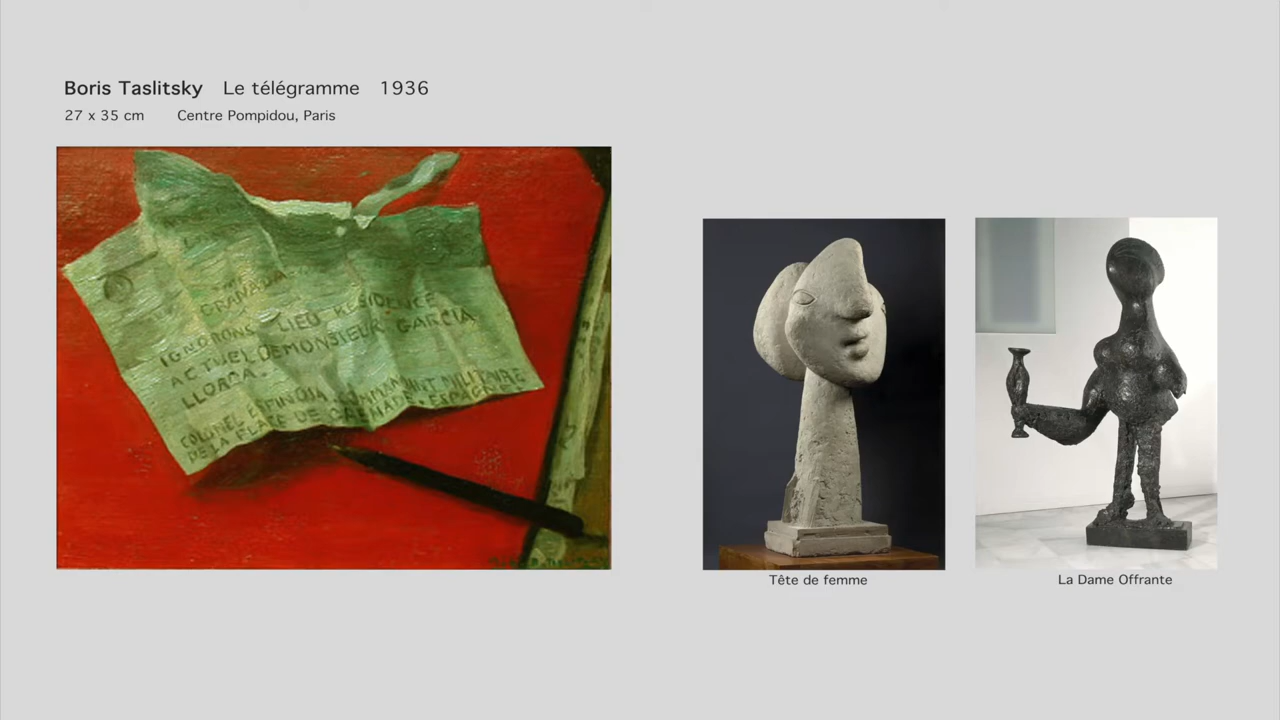 Boris Taslitsky Le télégramme 1936
27 x 35 cm Centre Pompidou, Paris
GRANADA
IGNORONS LIEU RESIDENCE
ACTUEL DE MONSIEUR GARCIA
LLORCA.
COLONEL ESPINOSA COMMANDANT MILITAIRE
DE LA PLACE DE GRENADE. ESPAGNE
Tête de femme
La Dame Offrante